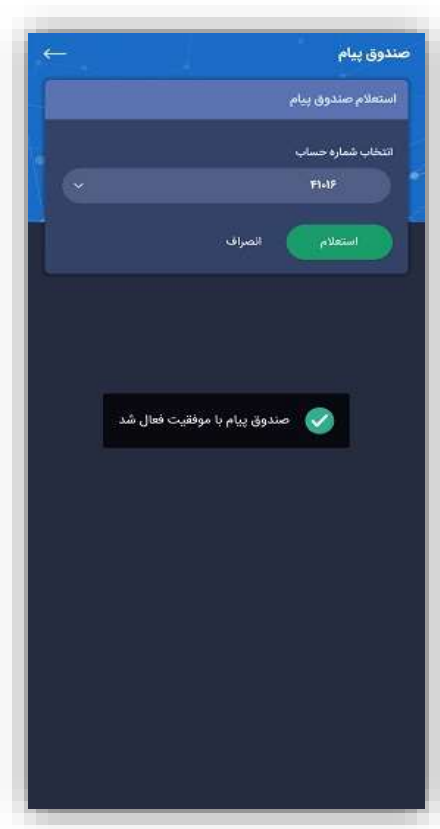 صندوق پیام
استعلام صندوق پیام
انتخاب شماره حساب
۴۱۰۱۶
استعلام
انصراف
صندوق پیام با موفقیت فعال شد